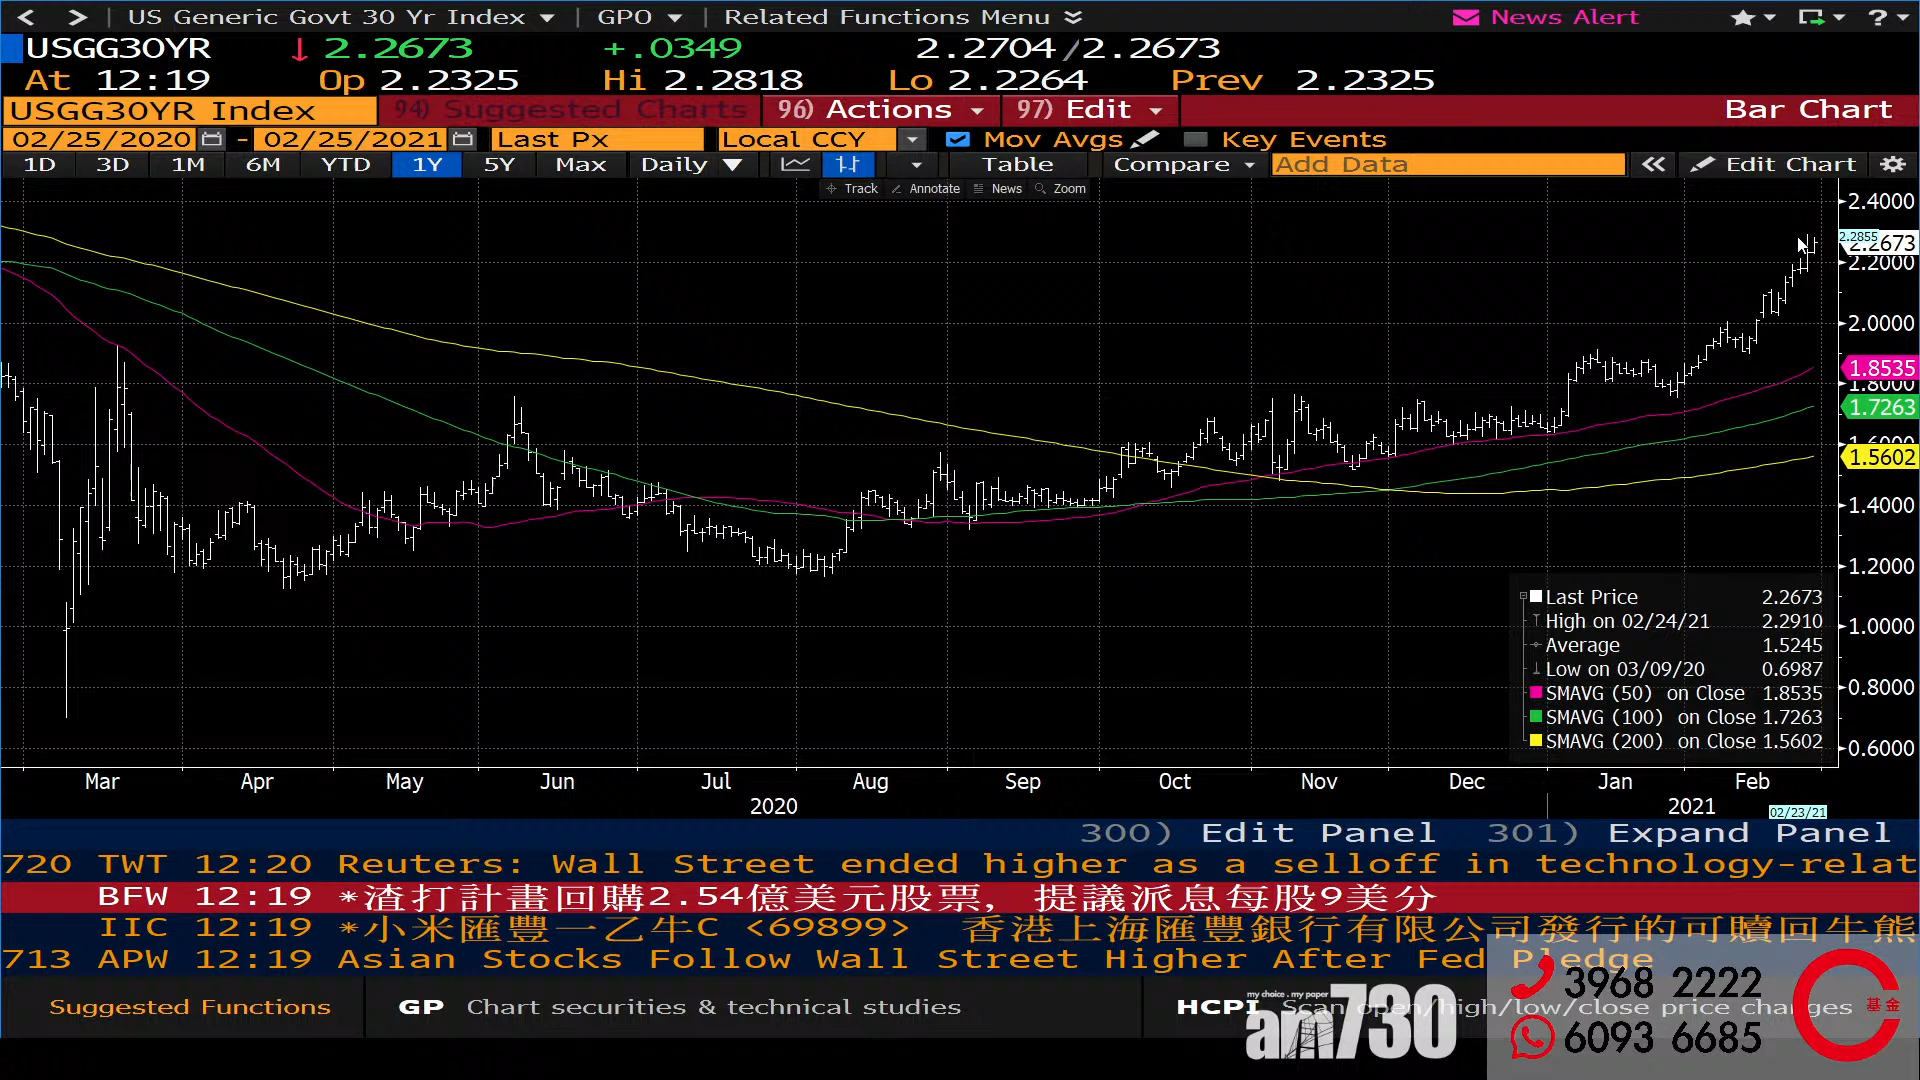 US Generic Govt 30 Yr Index GPO Related Functions Menu News Alert ?
USGG30YR 2.2673 +.0349 2.2704/2.2673
At 12:19 Op 2.2325 Hi 2.2818 Lo 2.2264 Prev 2.2325
USGG30YR Index 94) Suggested Charts 96) Actions 97) Edit Bar Chart
02/25/2020 - 02/25/2021 Last Px Local CCY Mov Avgs Key Events
1D 3D 1M 6M YTD 1Y 5Y Max Daily Table Compare Add Data Edit Chart
Track Annotate News Zoom
2.4000
2.2855
2.2673
2.2000
2.0000
1.8535
1.8000
1.7263
1.6000
1.5602
1.4000
1.2000
1.0000
0.8000
0.6000
Last Price 2.2673
High on 02/24/21 2.2910
Average 1.5245
Low on 03/09/20 0.6987
SMAVG (50) on Close 1.8535
SMAVG (100) on Close 1.7263
SMAVG (200) on Close 1.5602
Mar Apr May Jun Jul Aug Sep Oct Nov Dec Jan Feb
2020 2021 02/23/21
300) Edit Panel 301) Expand Panel
720 TWT 12:20 Reuters: Wall Street ended higher as a selloff in technology-relat
BFW 12:19 *渣打計畫回購2.54億美元股票, 提議派息每股9美分
IIC 12:19 *小米匯豐一乙牛C <69899> 香港上海匯豐銀行有限公司發行的可贖回牛熊
713 APW 12:19 Asian Stocks Follow Wall Street Higher After Fed Pledge
Suggested Functions GP Chart securities & technical studies HCPI Scan open/high/low/close price changes
my choice . my paper
am730
3968 2222
6093 6685
基金